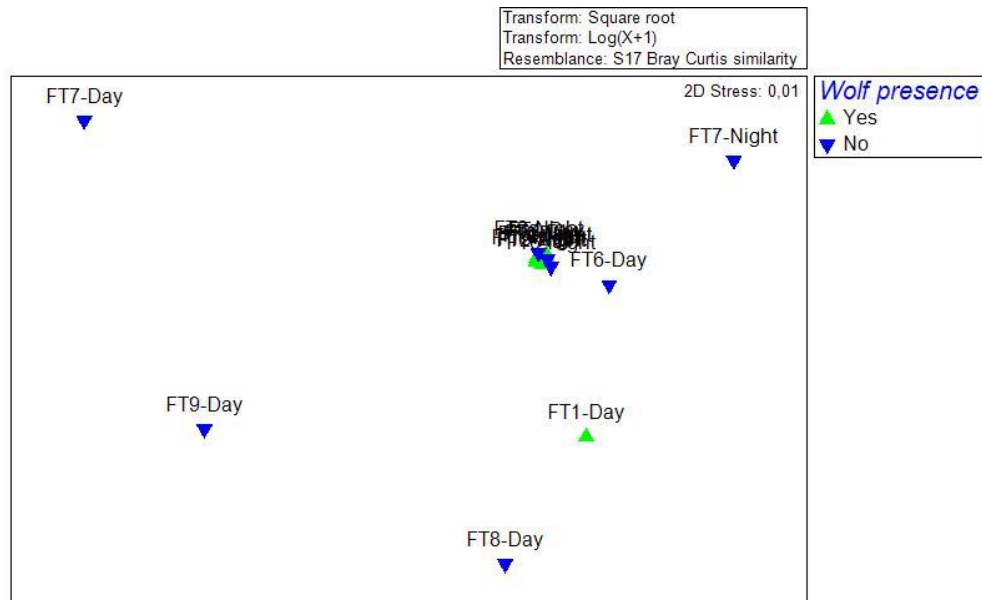 Transform: Square root
Transform: Log(X+1)
Resemblance: S17 Bray Curtis similarity
2D Stress: 0,01
Wolf presence
Yes
No
FT7-Day
FT7-Night
FT6-Day
FT9-Day
FT1-Day
FT8-Day